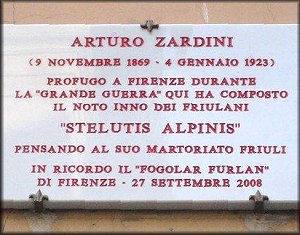 ARTURO ZARDINI
(9 NOVEMBRE 1869 - 4 GENNAIO 1923)
PROFUGO A FIRENZE DURANTE
LA "GRANDE GUERRA" QUI HA COMPOSTO
IL NOTO INNO DEI FRIULANI
"STELUTIS ALPINIS"
PENSANDO AL SUO MARTORIATO FRIULI
IN RICORDO IL "FOGOLAR FURLAN"
DI FIRENZE - 27 SETTEMBRE 2008